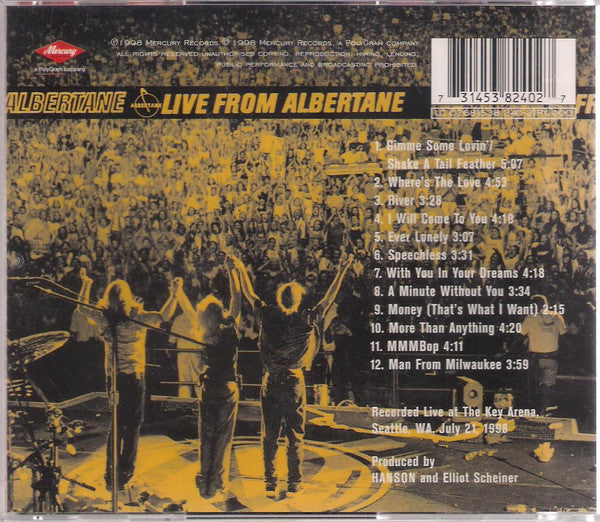 ℗1998 Mercury Records © 1998 Mercury Records, a PolyGram company
All rights reserved unauthorised copying, reproduction, hiring, lending,
public performance and broadcasting prohibited.
Mercury
a PolyGram company
ALBERTANE
ALBERTANE
LIVE FROM ALBERTANE
FR
7 31453 82402 7
1. Gimme Some Lovin'/
Shake A Tail Feather 5:07
2. Where's The Love 4:53
3. River 3:28
4. I Will Come To You 4:18
5. Ever Lonely 3:07
6. Speechless 3:31
7. With You In Your Dreams 4:18
8. A Minute Without You 3:34
9. Money (That's What I Want) 2:15
10. More Than Anything 4:20
11. MMMBop 4:11
12. Man From Milwaukee 3:59
Recorded Live at The Key Arena,
Seattle, WA, July 21, 1998
Produced by
HANSON and Elliot Scheiner